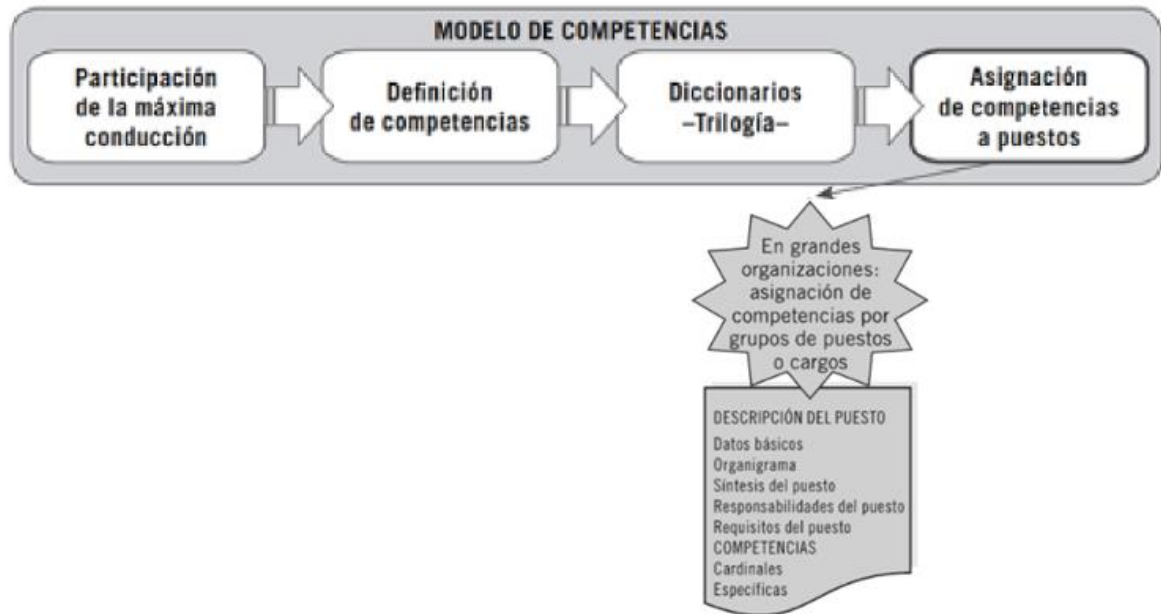 MODELO DE COMPETENCIAS
Participación
de la máxima
conducción
Definición
de competencias
Diccionarios
–Trilogía–
Asignación
de competencias
a puestos
En grandes
organizaciones:
asignación de
competencias por
grupos de puestos
o cargos
DESCRIPCIÓN DEL PUESTO
Datos básicos
Organigrama
Síntesis del puesto
Responsabilidades del puesto
Requisitos del puesto
COMPETENCIAS
Cardinales
Específicas